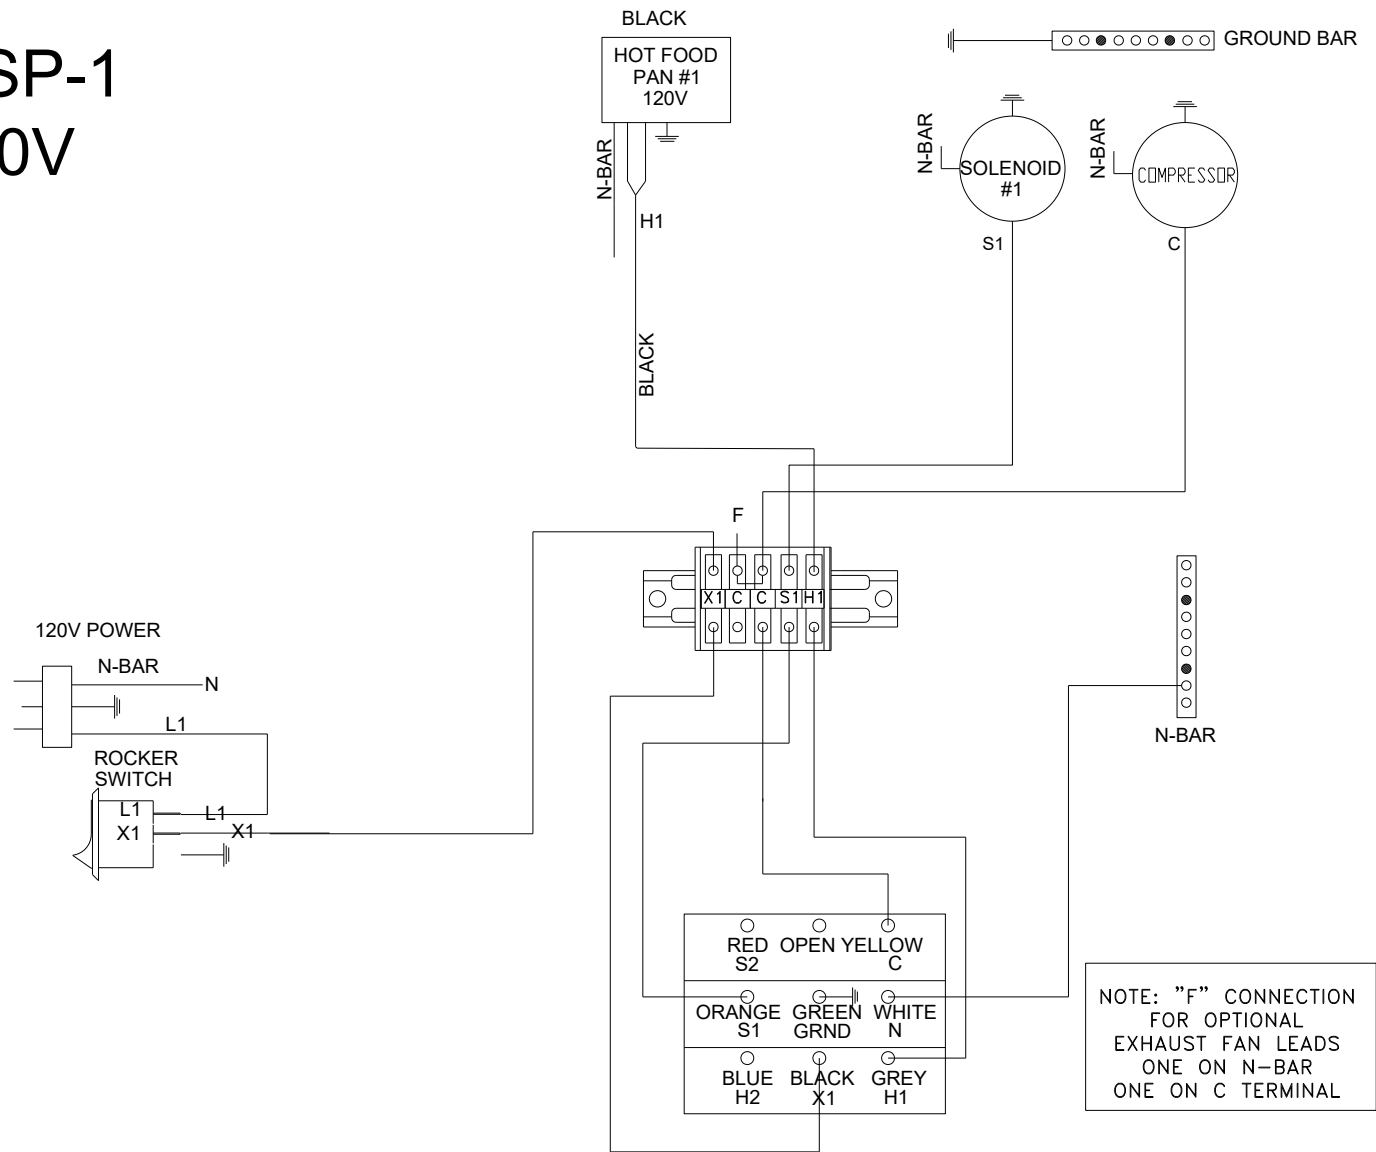 SP-1
0V
BLACK
HOT FOOD
PAN #1
120V
N-BAR
H1
BLACK
GROUND BAR
N-BAR
SOLENOID
#1
S1
N-BAR
COMPRESSOR
C
F
X1 C C S1 H1
120V POWER
N-BAR
N
L1
ROCKER
SWITCH
L1
L1
X1
X1
N-BAR
RED OPEN YELLOW
S2 C
ORANGE GREEN WHITE
S1 GRND N
BLUE BLACK GREY
H2 X1 H1
NOTE: "F" CONNECTION
FOR OPTIONAL
EXHAUST FAN LEADS
ONE ON N-BAR
ONE ON C TERMINAL